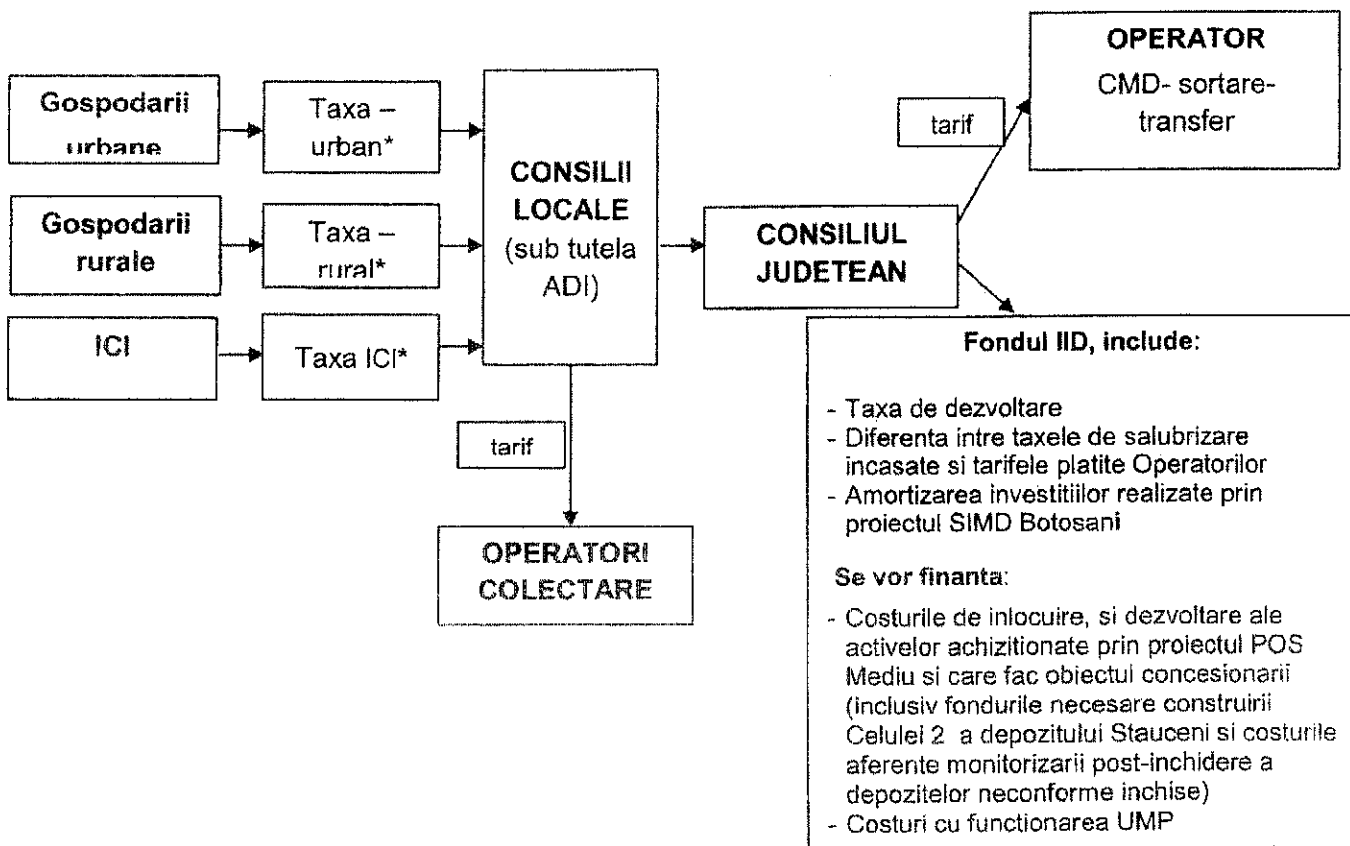 Gospodarii
urbane
Taxa –
urban*
Gospodarii
rurale
Taxa –
rural*
ICI
Taxa ICI*
CONSILII
LOCALE
(sub tutela
ADI)
tarif
OPERATORI
COLECTARE
CONSILIUL
JUDETEAN
tarif
OPERATOR
CMD- sortare-
transfer
Fondul IID, include:
- Taxa de dezvoltare
- Diferenta intre taxele de salubrizare
incasate si tarifele platite Operatorilor
- Amortizarea investitiilor realizate prin
proiectul SIMD Botosani
Se vor finanta:
- Costurile de inlocuire, si dezvoltare ale
activelor achizitionate prin proiectul POS
Mediu si care fac obiectul concesionarii
(inclusiv fondurile necesare construirii
Celulei 2 a depozitului Stauceni si costurile
aferente monitorizarii post-inchidere a
depozitelor neconforme inchise)
- Costuri cu functionarea UMP